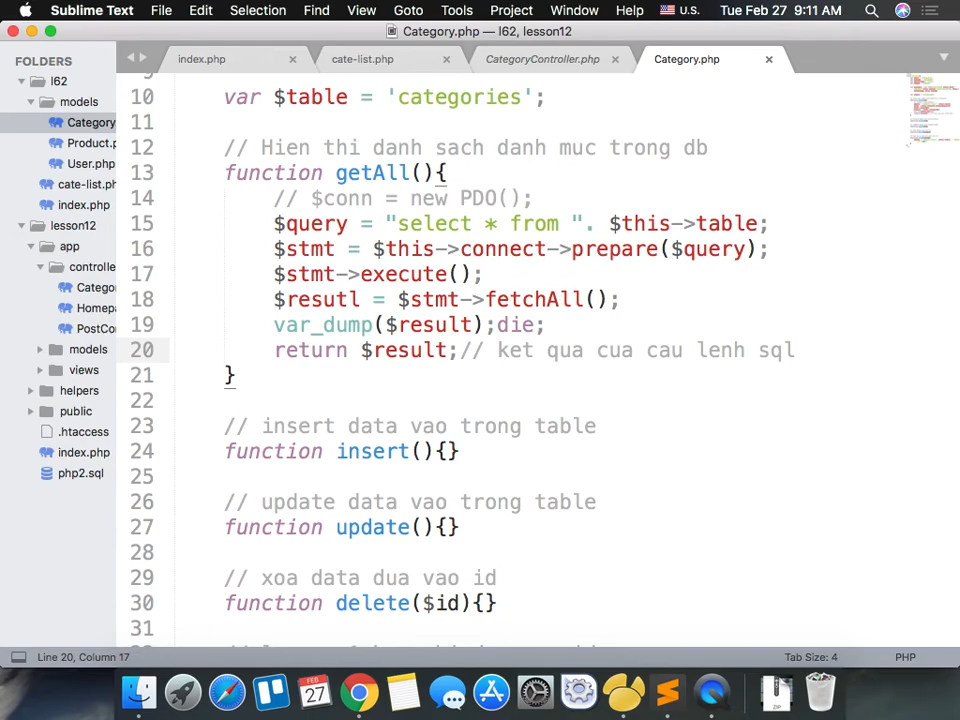 Sublime Text File Edit Selection Find View Goto Tools Project Window Help U.S. Tue Feb 27 9:11 AM
Category.php — l62, lesson12
FOLDERS
l62
models
Category
Product.p
User.php
cate-list.ph
index.php
lesson12
app
controlle
Catego
Homepa
PostCo
models
views
helpers
public
.htaccess
index.php
php2.sql
index.php cate-list.php CategoryController.php Category.php
10 var $table = 'categories';
11
12 // Hien thi danh sach danh muc trong db
13 function getAll(){
14 // $conn = new PDO();
15 $query = "select * from ". $this->table;
16 $stmt = $this->connect->prepare($query);
17 $stmt->execute();
18 $resutl = $stmt->fetchAll();
19 var_dump($result);die;
20 return $result;// ket qua cua cau lenh sql
21 }
22
23 // insert data vao trong table
24 function insert(){}
25
26 // update data vao trong table
27 function update(){}
28
29 // xoa data dua vao id
30 function delete($id){}
31
Line 20, Column 17 Tab Size: 4 PHP
FEB
27
ZIP